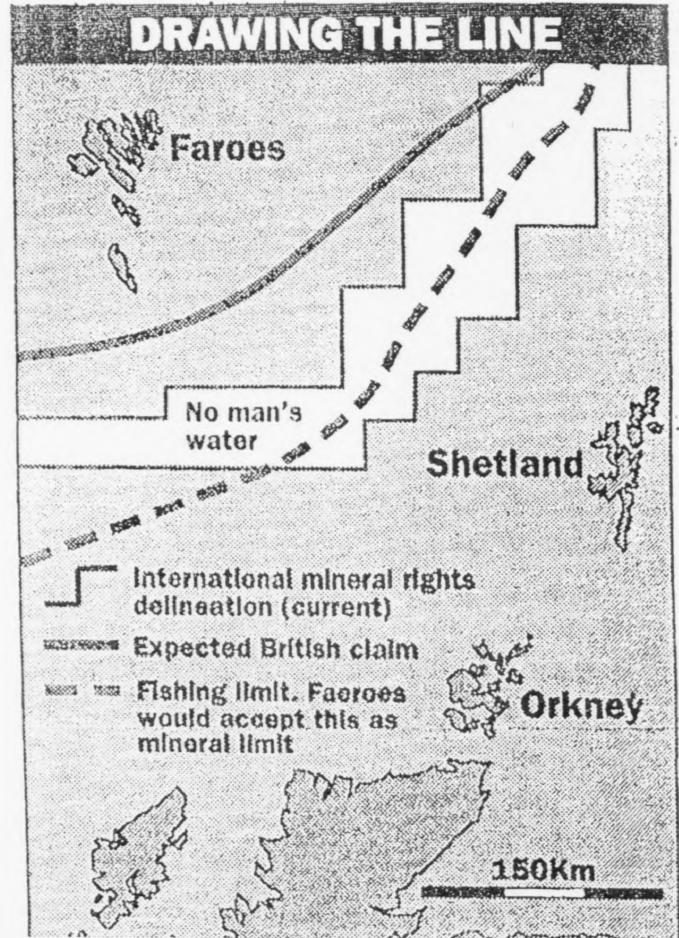 DRAWING THE LINE
Faroes
No man's
water
Shetland
International mineral rights
delineation (current)
Expected British claim
Fishing limit. Faeroes
would accept this as
mineral limit
Orkney
150Km